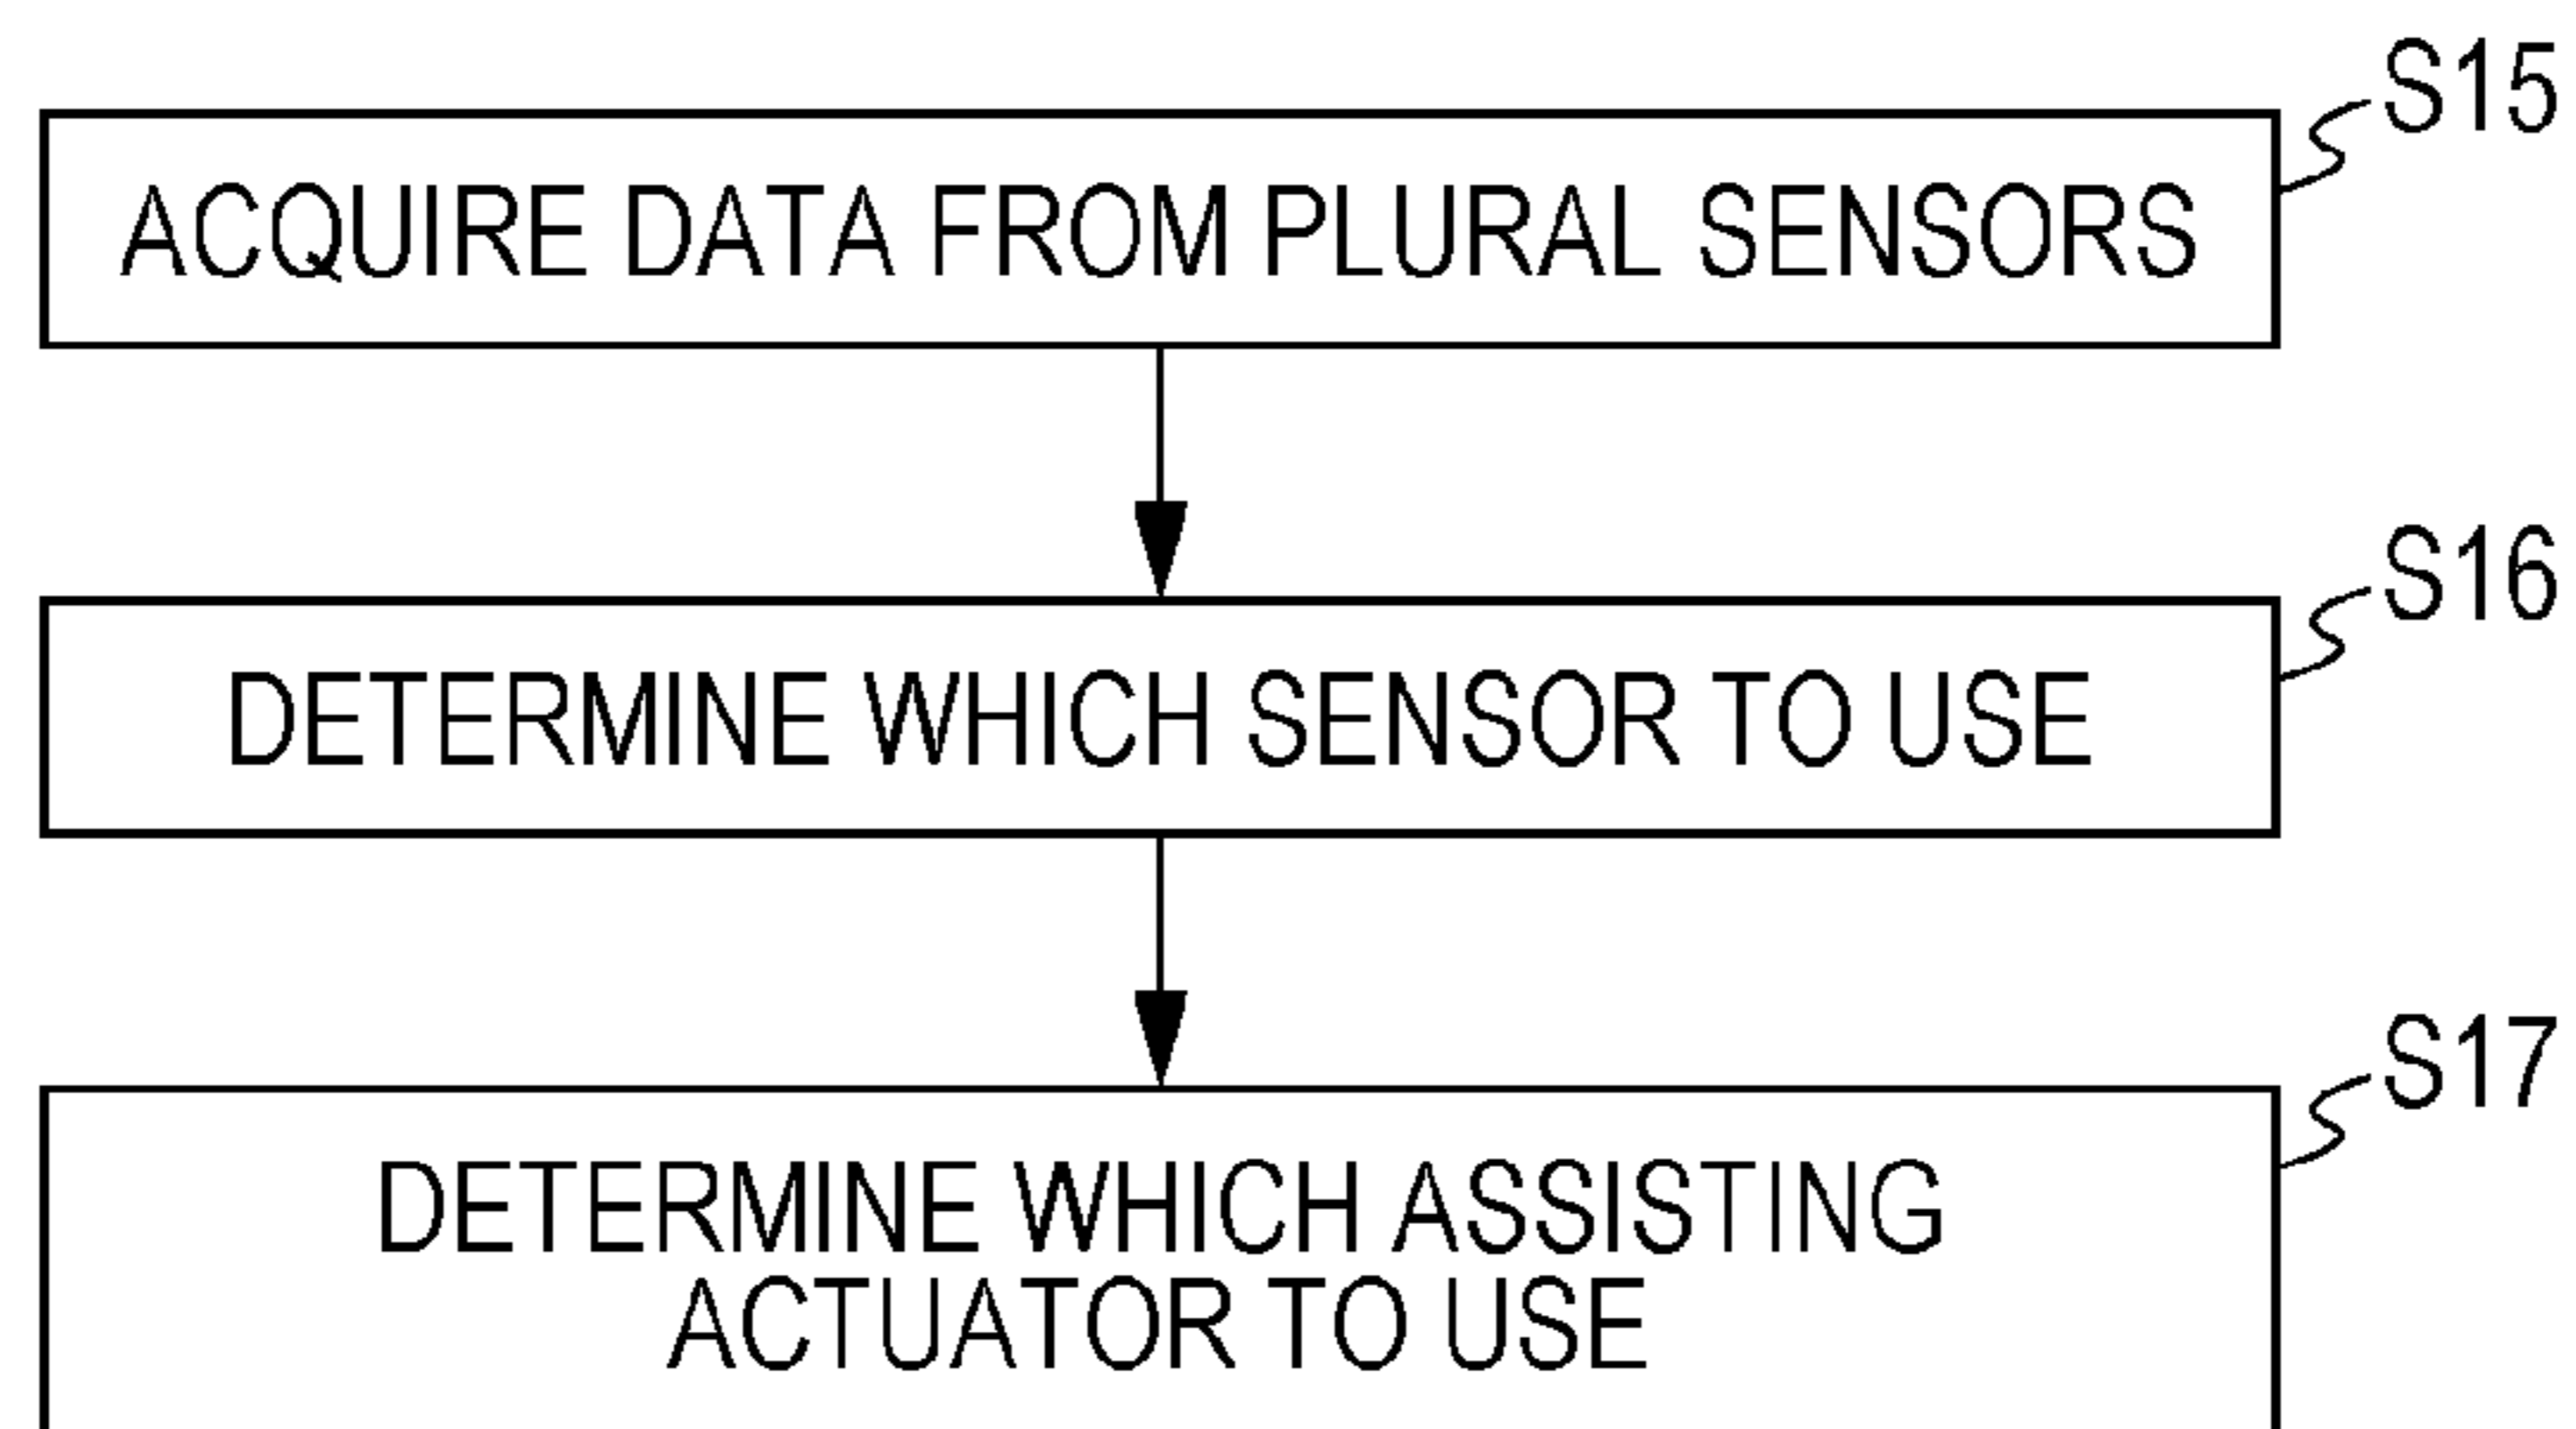 S15
ACQUIRE DATA FROM PLURAL SENSORS
S16
DETERMINE WHICH SENSOR TO USE
S17
DETERMINE WHICH ASSISTING
ACTUATOR TO USE